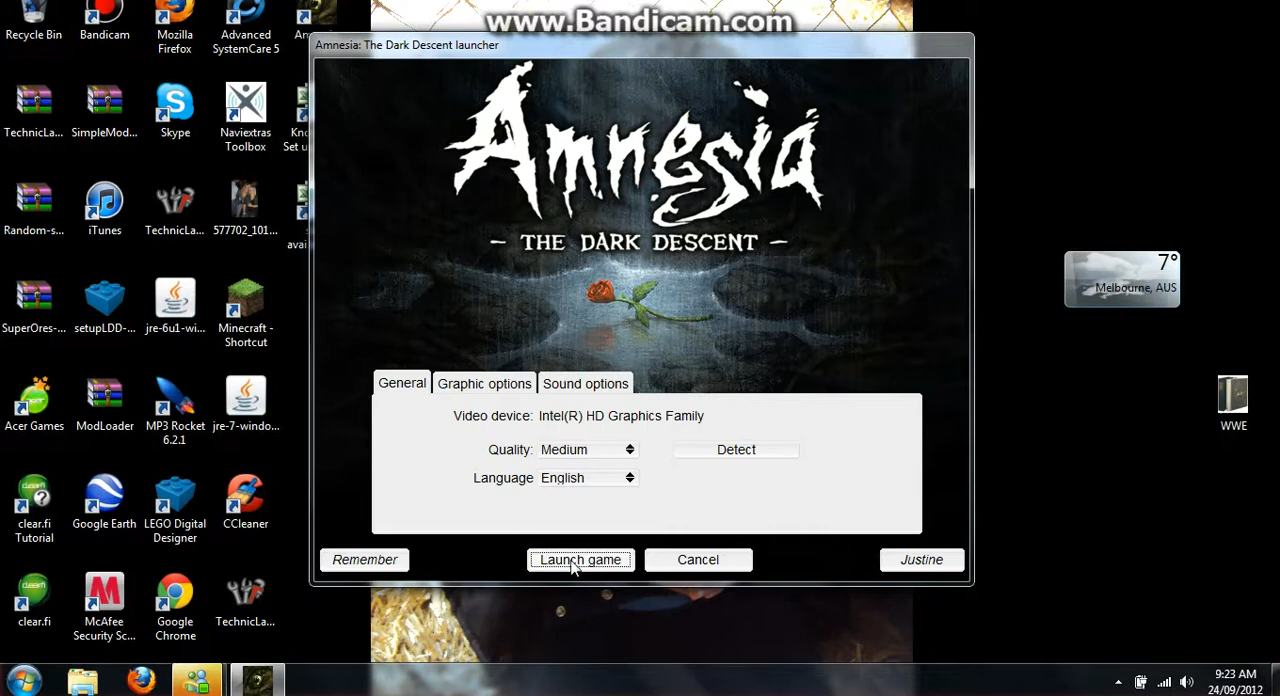 www.Bandicam.com
Recycle Bin
Bandicam
Mozilla
Firefox
Advanced
SystemCare 5
Amnesia: The Dark Descent launcher
Amnesia
- THE DARK DESCENT -
TechnicLa...
SimpleMod...
Skype
Naviextras
Toolbox
Kno
Set u
Random-s...
iTunes
TechnicLa...
577702_101...
s
avai
7°
Melbourne, AUS
SuperOres-...
setupLDD-...
jre-6u1-wi...
Minecraft -
Shortcut
General
Graphic options
Sound options
Video device: Intel(R) HD Graphics Family
Quality: Medium
Detect
Language English
Acer Games
ModLoader
MP3 Rocket
6.2.1
jre-7-windo...
WWE
clear.fi
Tutorial
Google Earth
LEGO Digital
Designer
CCleaner
Remember
Launch game
Cancel
Justine
clear.fi
McAfee
Security Sc...
Google
Chrome
TechnicLa...
9:23 AM
24/09/2012